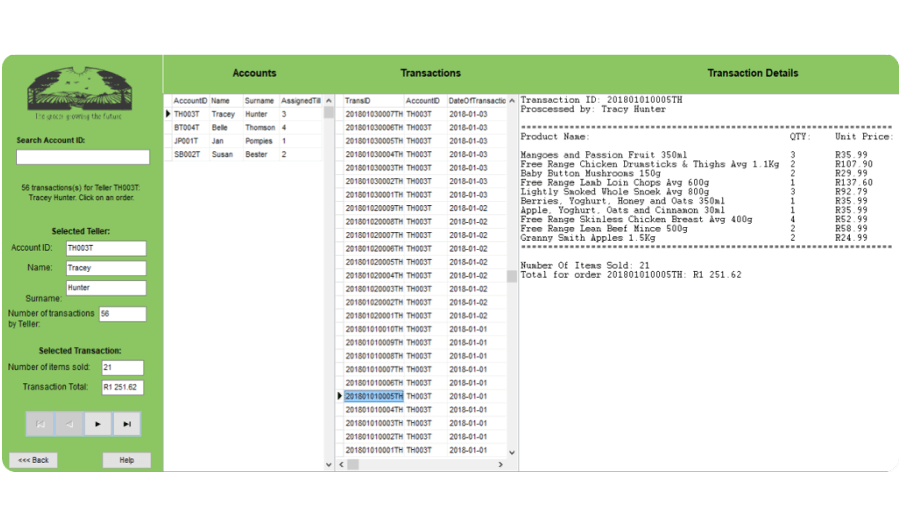 Accounts
Transactions
Transaction Details
The green growing the future
Search Account ID:
56 transactions(s) for Teller TH003T:
Tracey Hunter. Click on an order.
Selected Teller:
Account ID: TH003T
Name: Tracey
Hunter
Surname:
Number of transactions 56
by Teller:
Selected Transaction:
Number of items sold: 21
Transaction Total: R1 251.62
<<< Back Help
AccountID Name Surname AssignedTill
TH003T Tracey Hunter 3
BT004T Belle Thomson 4
JP001T Jan Pompies 1
SB002T Susan Bester 2
TransID AccountID DateOfTransactio
201801030007TH TH003T 2018-01-03
201801030006TH TH003T 2018-01-03
201801030005TH TH003T 2018-01-03
201801030004TH TH003T 2018-01-03
201801030003TH TH003T 2018-01-03
201801030002TH TH003T 2018-01-03
201801030001TH TH003T 2018-01-03
201801020009TH TH003T 2018-01-02
201801020008TH TH003T 2018-01-02
201801020007TH TH003T 2018-01-02
201801020006TH TH003T 2018-01-02
201801020005TH TH003T 2018-01-02
201801020004TH TH003T 2018-01-02
201801020003TH TH003T 2018-01-02
201801020002TH TH003T 2018-01-02
201801020001TH TH003T 2018-01-02
201801010010TH TH003T 2018-01-01
201801010009TH TH003T 2018-01-01
201801010008TH TH003T 2018-01-01
201801010007TH TH003T 2018-01-01
201801010006TH TH003T 2018-01-01
201801010005TH TH003T 2018-01-01
201801010004TH TH003T 2018-01-01
201801010003TH TH003T 2018-01-01
201801010002TH TH003T 2018-01-01
201801010001TH TH003T 2018-01-01
Transaction ID: 201801010005TH
Proscessed by: Tracy Hunter
Product Name: QTY: Unit Price:
Mangoes and Passion Fruit 350ml 3 R35.99
Free Range Chicken Drumsticks & Thighs Avg 1.1Kg 2 R107.90
Baby Button Mushrooms 150g 2 R29.99
Free Range Lamb Loin Chops Avg 600g 1 R137.60
Lightly Smoked Whole Snoek Avg 800g 3 R92.79
Berries, Yoghurt, Honey and Oats 350ml 1 R35.99
Apple, Yoghurt, Oats and Cinnamon 30ml 1 R35.99
Free Range Skinless Chicken Breast Avg 400g 4 R52.99
Free Range Lean Beef Mince 500g 2 R58.99
Granny Smith Apples 1.5Kg 2 R24.99
Number Of Items Sold: 21
Total for order 201801010005TH: R1 251.62